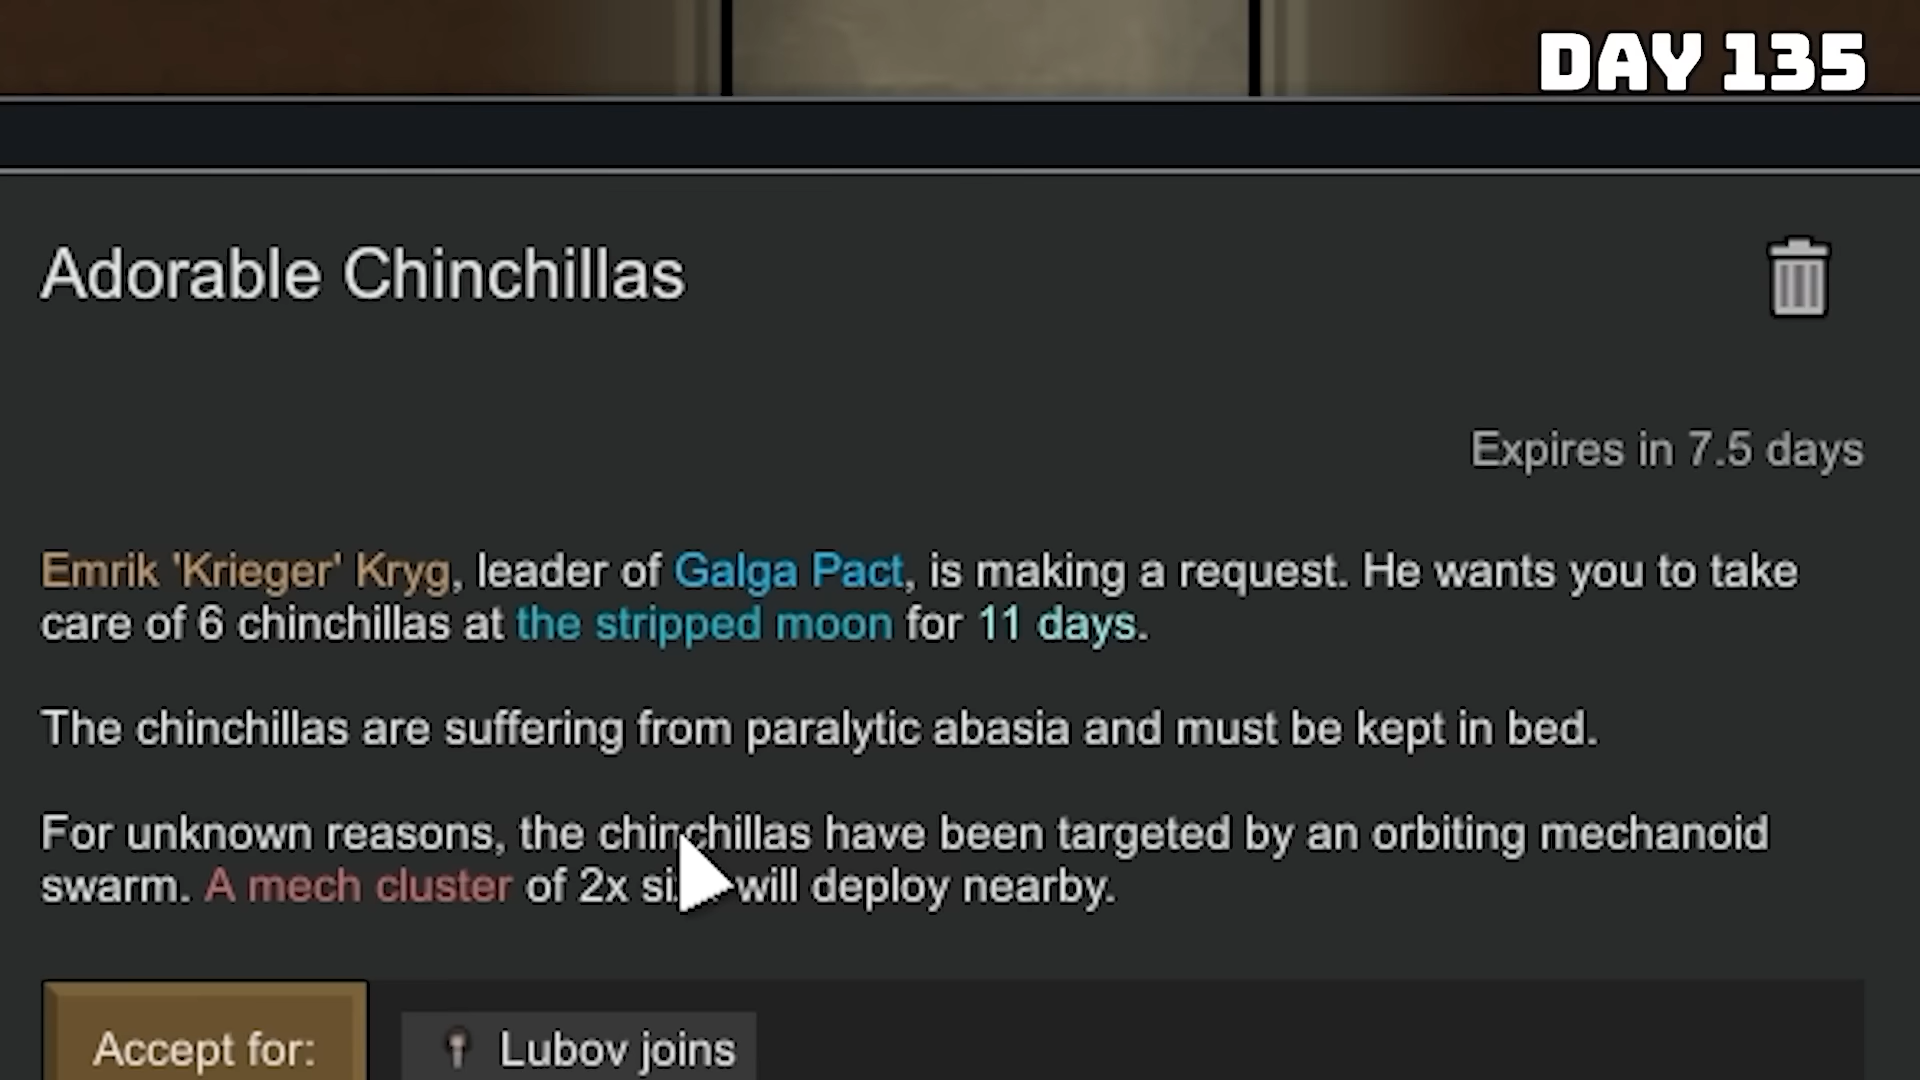 DAY 135
Adorable Chinchillas
Expires in 7.5 days
Emrik 'Krieger' Kryg, leader of Galga Pact, is making a request. He wants you to take
care of 6 chinchillas at the stripped moon for 11 days.
The chinchillas are suffering from paralytic abasia and must be kept in bed.
For unknown reasons, the chinchillas have been targeted by an orbiting mechanoid
swarm. A mech cluster of 2x will deploy nearby.
Accept for:
Lubov joins